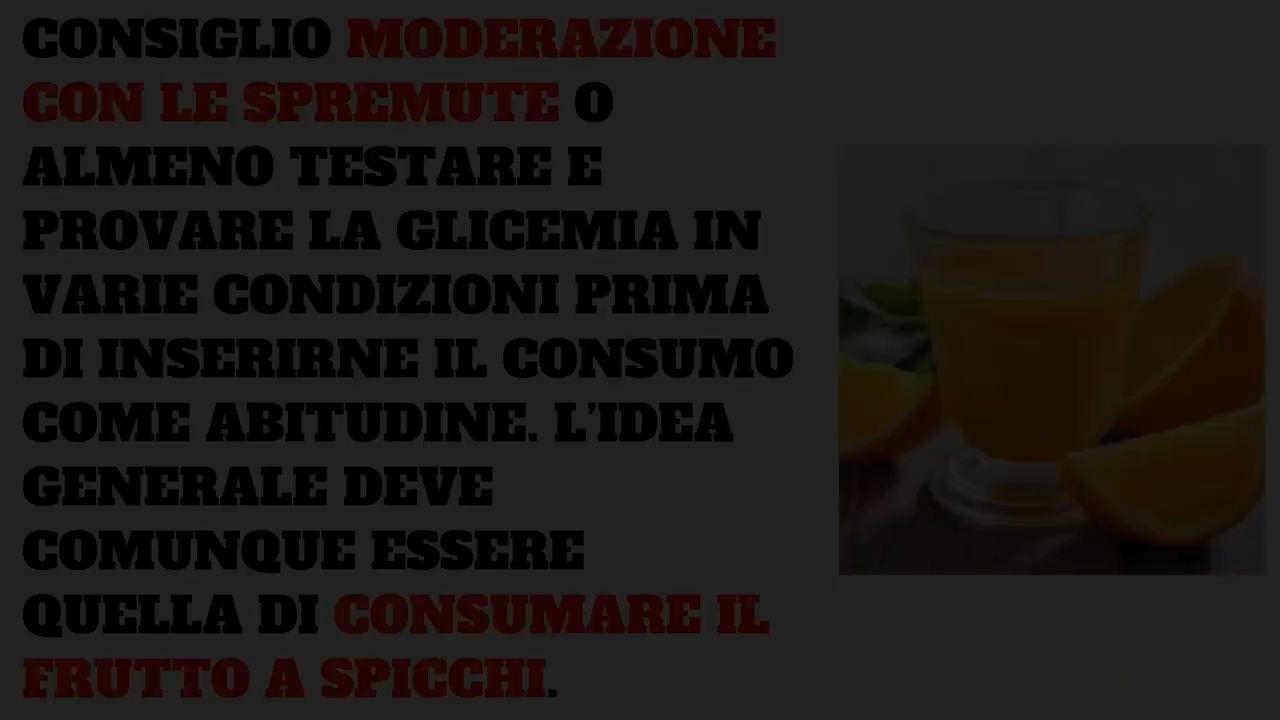 CONSIGLIO MODERAZIONE
CON LE SPREMUTE O
ALMENO TESTARE E
PROVARE LA GLICEMIA IN
VARIE CONDIZIONI PRIMA
DI INSERIRNE IL CONSUMO
COME ABITUDINE. L’IDEA
GENERALE DEVE
COMUNQUE ESSERE
QUELLA DI CONSUMARE IL
FRUTTO A SPICCHI.